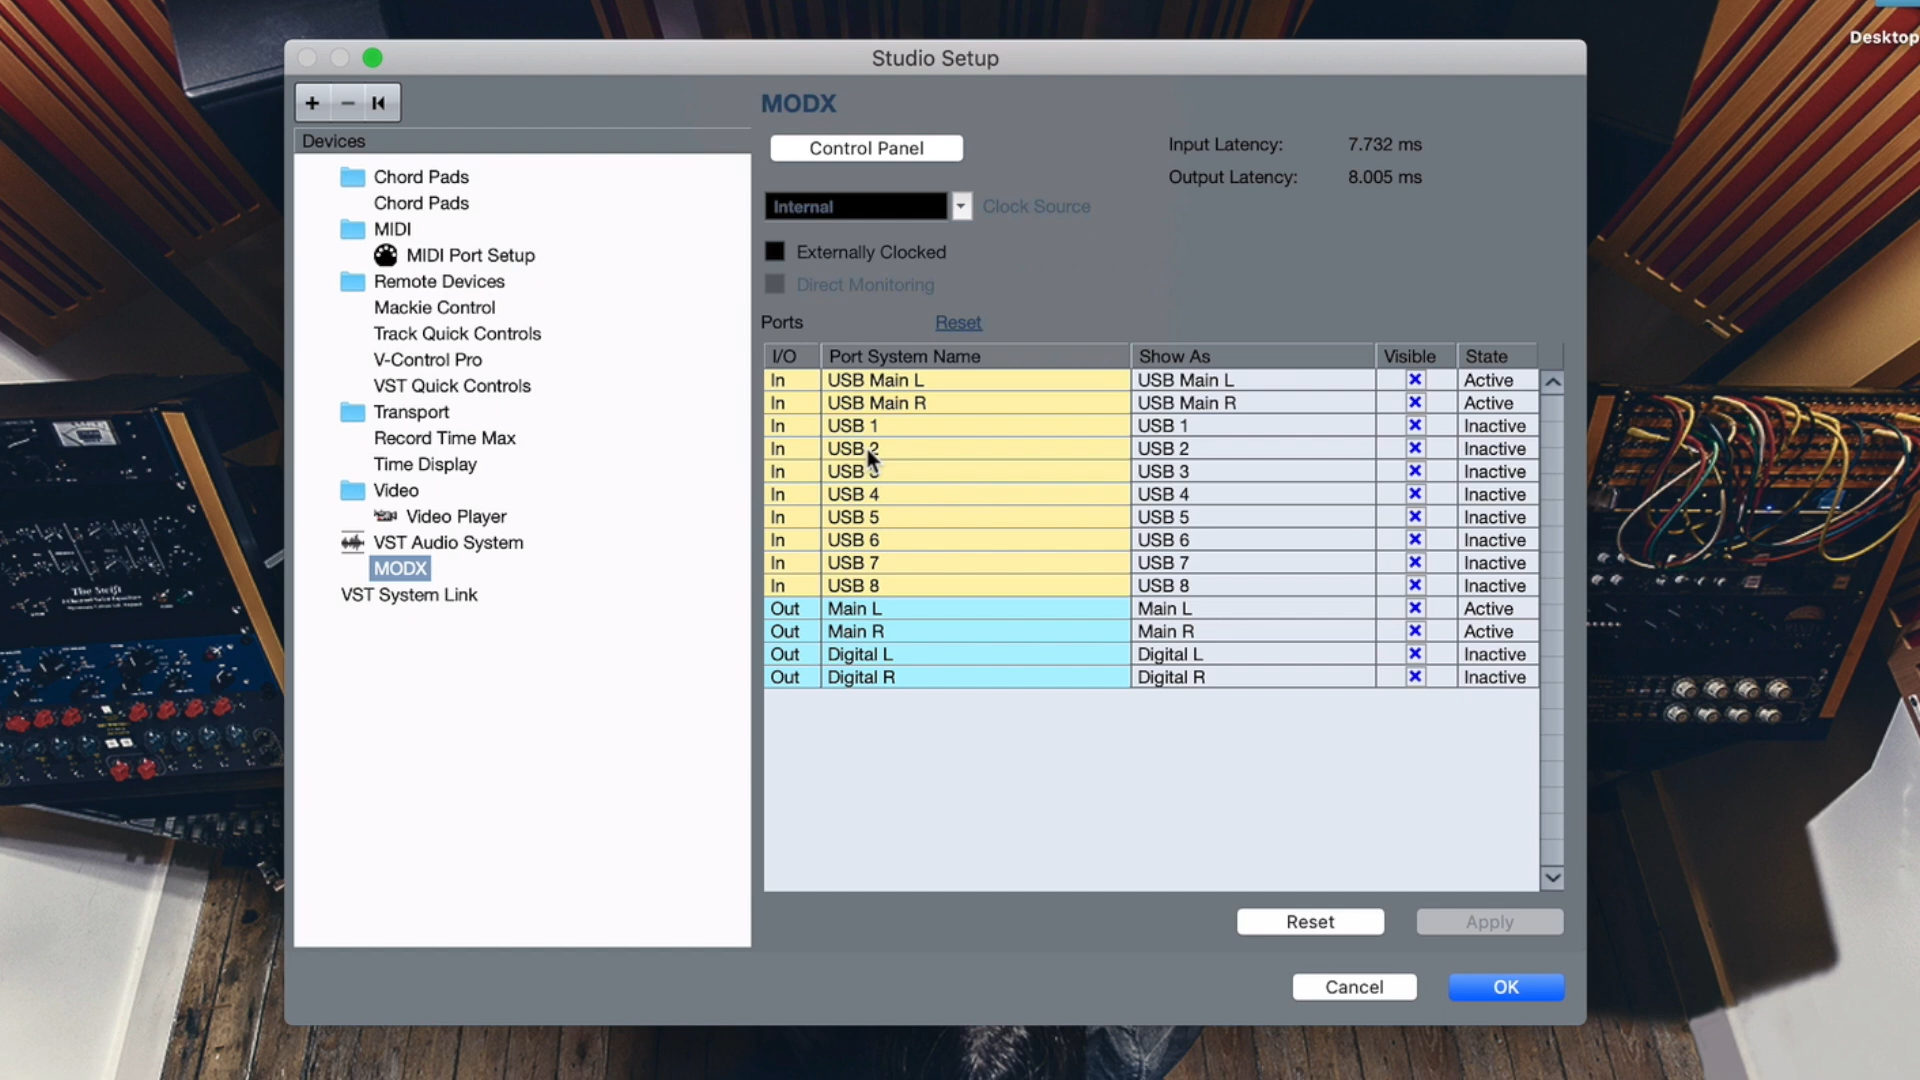 Desktop
Studio Setup
+ −
Devices
Chord Pads
Chord Pads
MIDI
MIDI Port Setup
Remote Devices
Mackie Control
Track Quick Controls
V-Control Pro
VST Quick Controls
Transport
Record Time Max
Time Display
Video
Video Player
VST Audio System
MODX
VST System Link
MODX
Control Panel
Input Latency: 7.732 ms
Output Latency: 8.005 ms
Internal Clock Source
Externally Clocked
Direct Monitoring
Ports Reset
I/O Port System Name Show As Visible State
In USB Main L USB Main L Active
In USB Main R USB Main R Active
In USB 1 USB 1 Inactive
In USB 2 USB 2 Inactive
In USB 3 USB 3 Inactive
In USB 4 USB 4 Inactive
In USB 5 USB 5 Inactive
In USB 6 USB 6 Inactive
In USB 7 USB 7 Inactive
In USB 8 USB 8 Inactive
Out Main L Main L Active
Out Main R Main R Active
Out Digital L Digital L Inactive
Out Digital R Digital R Inactive
Reset Apply
Cancel OK
The Swift